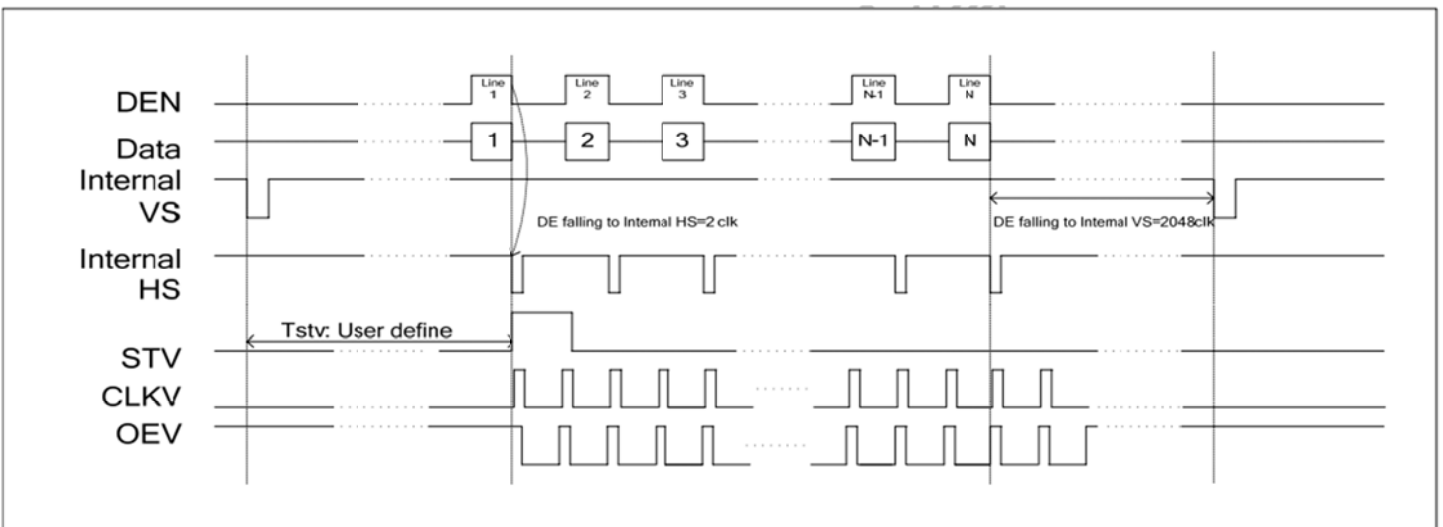 DEN
Line 1
Line 2
Line 3
Line N-1
Line N
Data
1
2
3
N-1
N
Internal VS
DE falling to Internal HS=2 clk
DE falling to Internal VS=2048clk
Internal HS
Tstv: User define
STV
CLKV
OEV